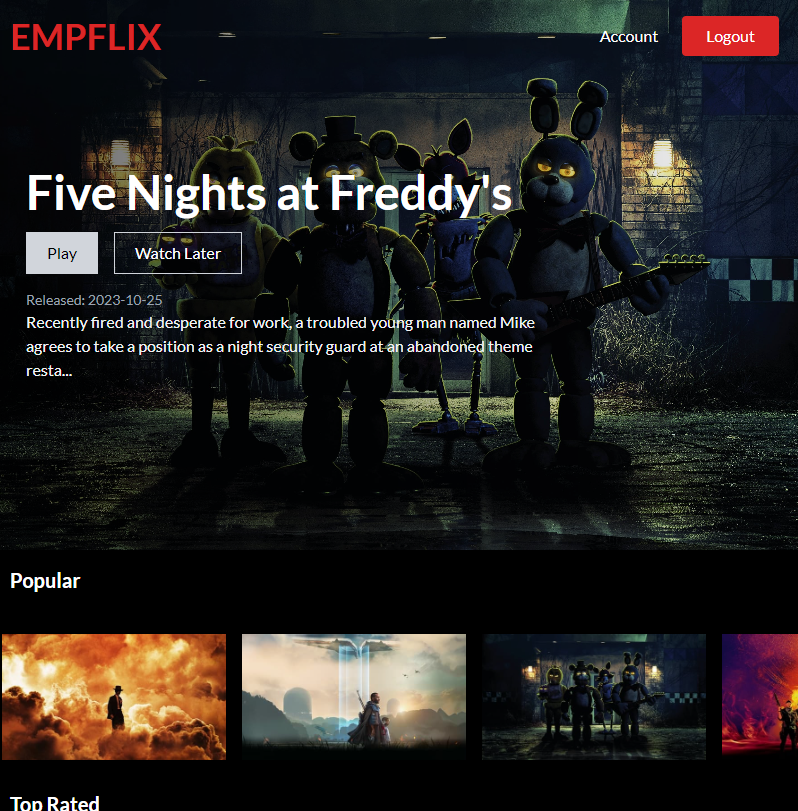 EMPFLIX
Account
Logout
Five Nights at Freddy's
Play
Watch Later
Released: 2023-10-25
Recently fired and desperate for work, a troubled young man named Mike
agrees to take a position as a night security guard at an abandoned theme
resta...
Popular
Top Rated